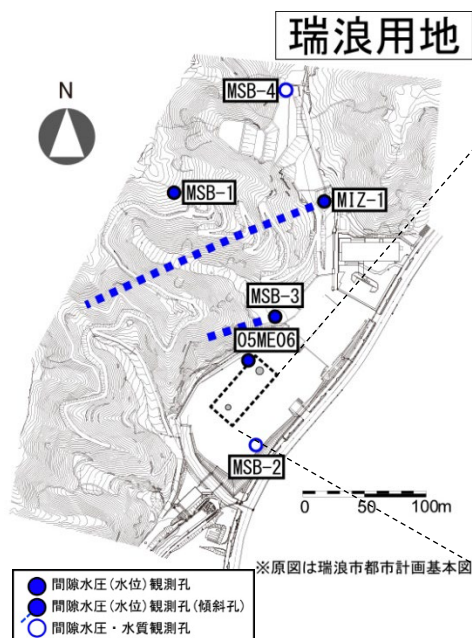 瑞浪用地
N
MSB-4
MSB-1
MIZ-1
MSB-3
05ME06
MSB-2
0 50 100m
※原図は瑞浪市都市計画基本図
間隙水圧(水位)観測孔
間隙水圧(水位)観測孔(傾斜孔)
間隙水圧・水質観測孔